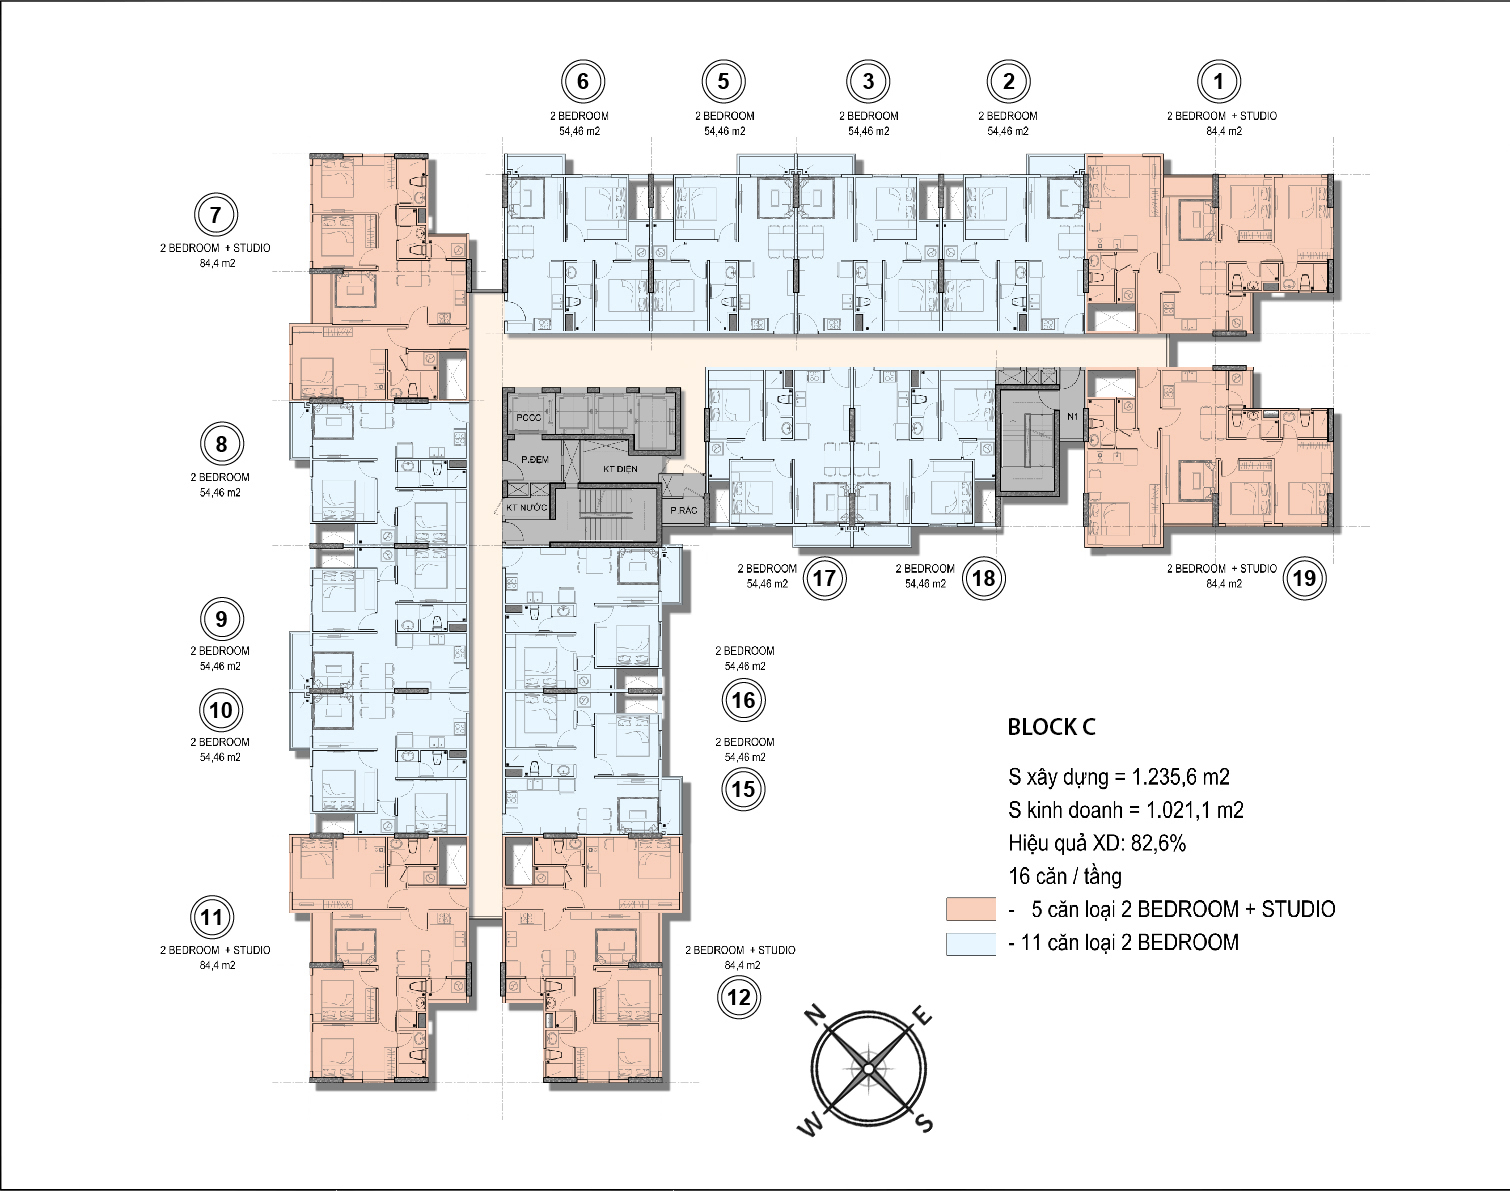 6
2 BEDROOM
54,46 m2
5
2 BEDROOM
54,46 m2
3
2 BEDROOM
54,46 m2
2
2 BEDROOM
54,46 m2
1
2 BEDROOM + STUDIO
84,4 m2
7
2 BEDROOM + STUDIO
84,4 m2
8
2 BEDROOM
54,46 m2
PCCC
P.ĐỆM
KT ĐIỆN
KT NƯỚC
P.RÁC
N1
2 BEDROOM
54,46 m2
17
2 BEDROOM
54,46 m2
18
2 BEDROOM + STUDIO
84,4 m2
19
9
2 BEDROOM
54,46 m2
10
2 BEDROOM
54,46 m2
2 BEDROOM
54,46 m2
16
2 BEDROOM
54,46 m2
15
BLOCK C
S xây dựng = 1.235,6 m2
S kinh doanh = 1.021,1 m2
Hiệu quả XD: 82,6%
16 căn / tầng
- 5 căn loại 2 BEDROOM + STUDIO
- 11 căn loại 2 BEDROOM
11
2 BEDROOM + STUDIO
84,4 m2
2 BEDROOM + STUDIO
84,4 m2
12
N
E
W
S